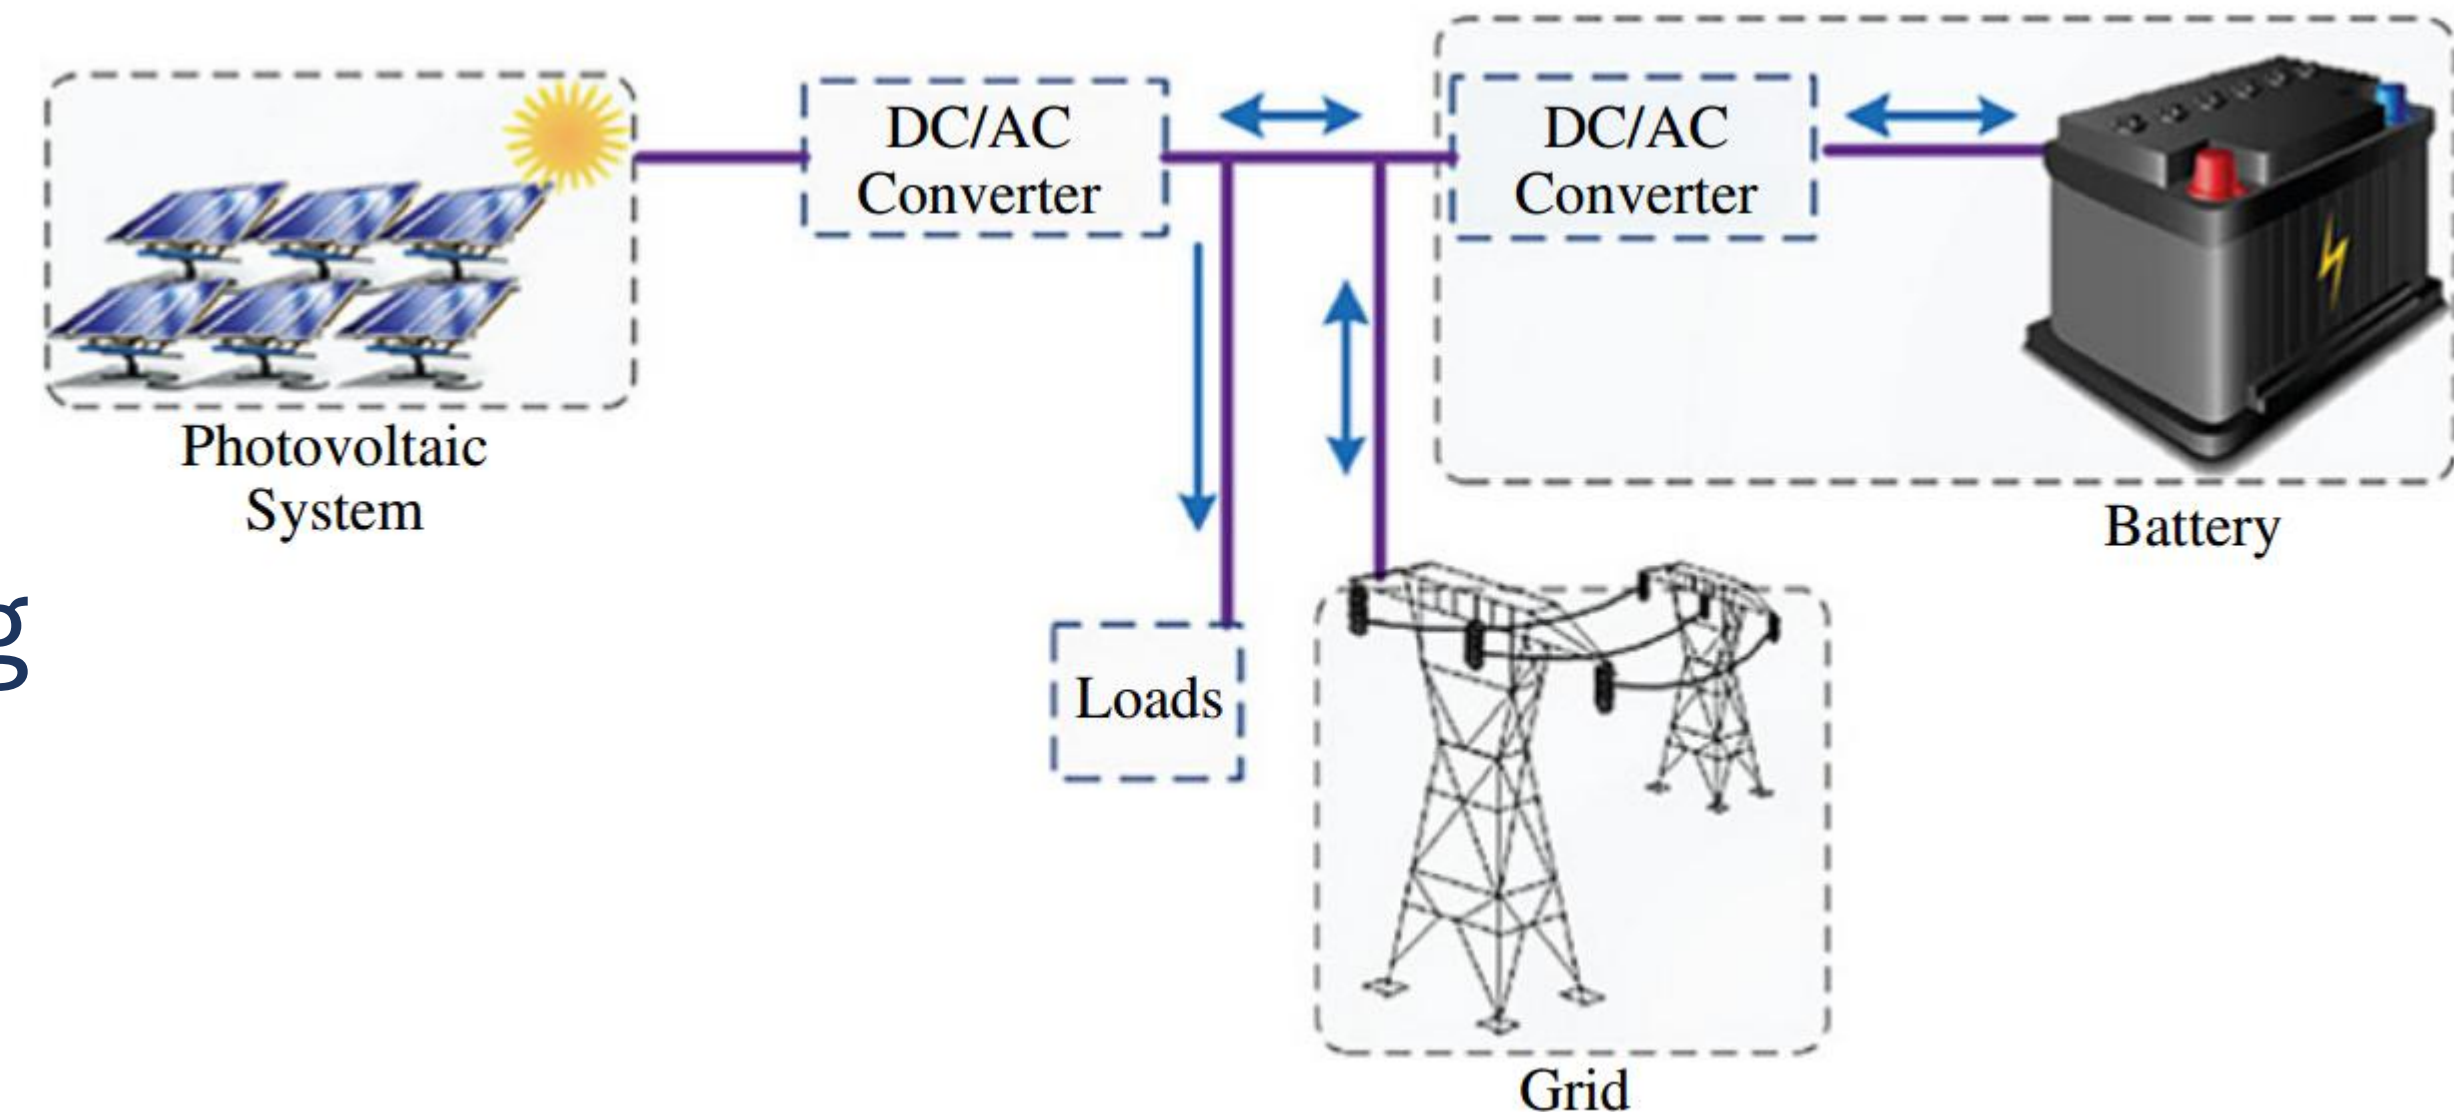 DC/AC
Converter
DC/AC
Converter
Photovoltaic
System
Battery
g
Loads
Grid